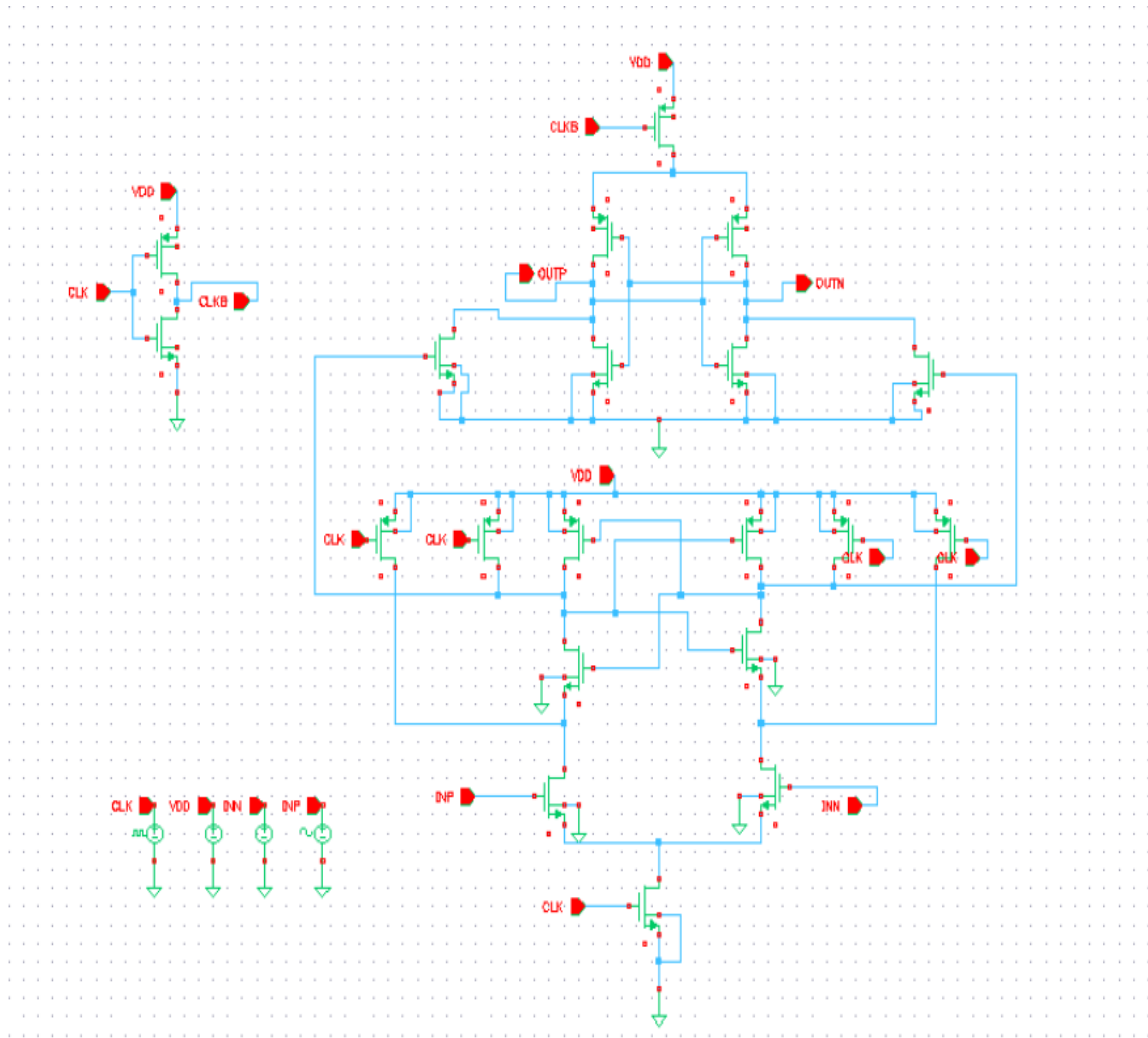 VDD
CLKB
VDD
CLK
CLKB
OUTP
OUTN
VDD
CLK
CLK
CLK
CLK
INP
INN
CLK VDD INN INP
CLK